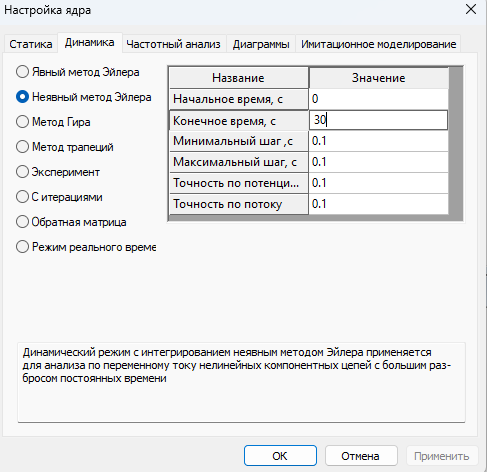 Настройка ядра
Статика Динамика Частотный анализ Диаграммы Имитационное моделирование
Явный метод Эйлера
Неявный метод Эйлера
Метод Гира
Метод трапеций
Эксперимент
С итерациями
Обратная матрица
Режим реального време
Название Значение
Начальное время, с 0
Конечное время, с 30
Минимальный шаг ,с 0.1
Максимальный шаг, с 0.1
Точность по потенци... 0.1
Точность по потоку 0.1
Динамический режим с интегрированием неявным методом Эйлера применяется
для анализа по переменному току нелинейных компонентных цепей с большим раз-
бросом постоянных времени
ОК Отмена Применить